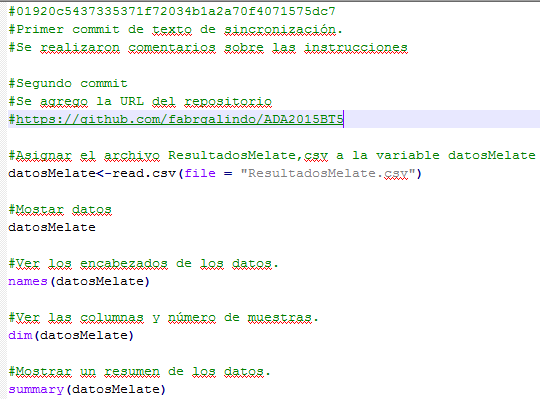 #01920c5437335371f72034b1a2a70f4071575dc7
#Primer commit de texto de sincronización.
#Se realizaron comentarios sobre las instrucciones
#Segundo commit
#Se agrego la URL del repositorio
#https://github.com/fabrgalindo/ADA2015BT5
#Asignar el archivo ResultadosMelate,csv a la variable datosMelate
datosMelate<-read.csv(file = "ResultadosMelate.csv")
#Mostar datos
datosMelate
#Ver los encabezados de los datos.
names(datosMelate)
#Ver las columnas y número de muestras.
dim(datosMelate)
#Mostrar un resumen de los datos.
summary(datosMelate)